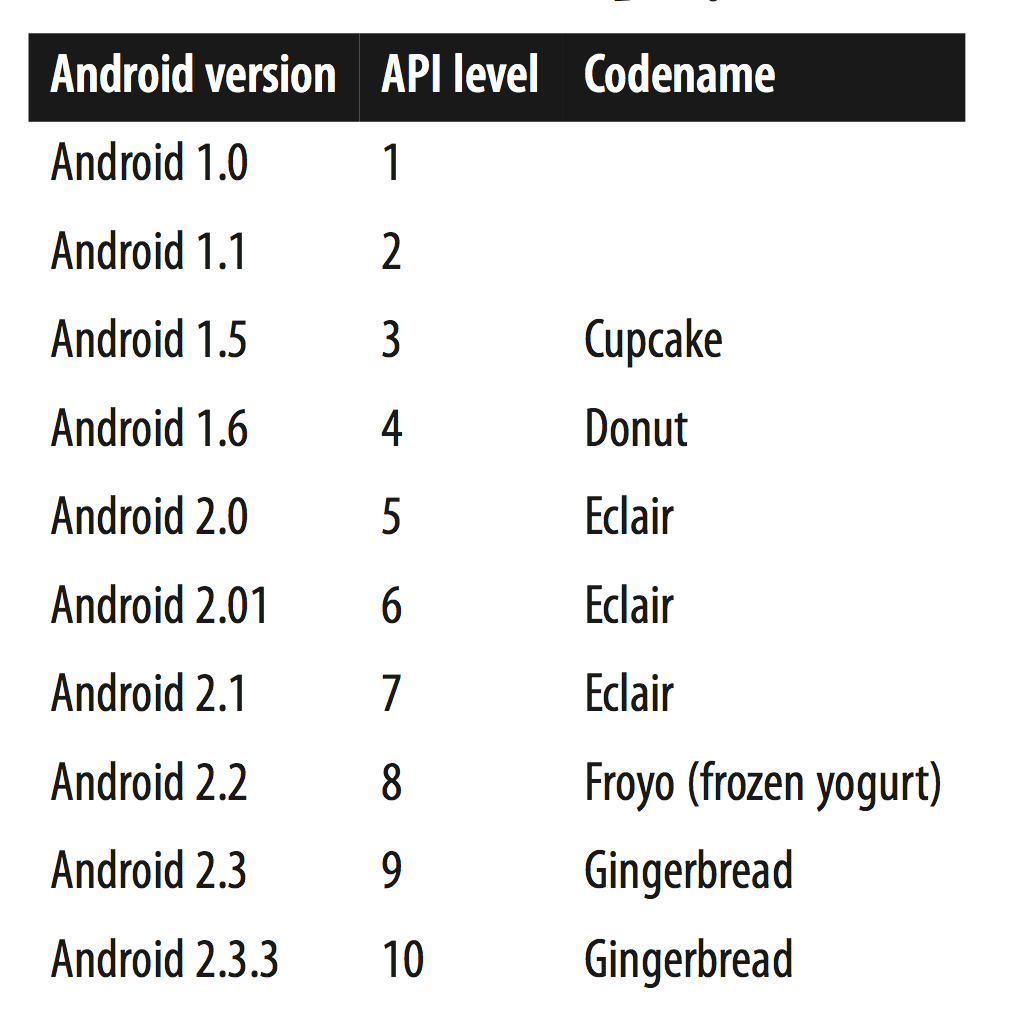 Android version API level Codename
Android 1.0 1
Android 1.1 2
Android 1.5 3 Cupcake
Android 1.6 4 Donut
Android 2.0 5 Eclair
Android 2.01 6 Eclair
Android 2.1 7 Eclair
Android 2.2 8 Froyo (frozen yogurt)
Android 2.3 9 Gingerbread
Android 2.3.3 10 Gingerbread